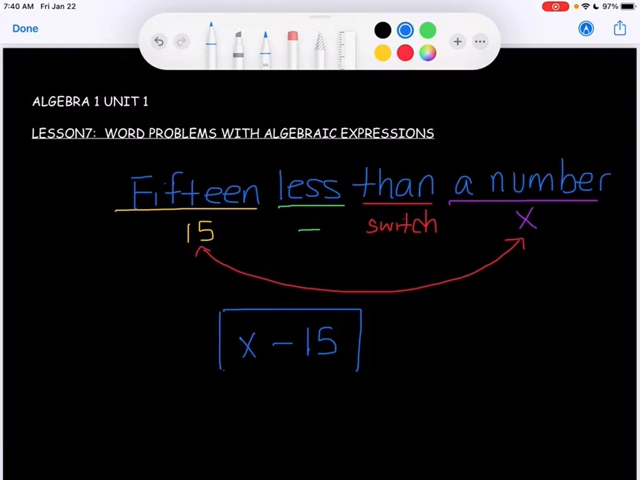 7:40 AM Fri Jan 22 97%
Done
ALGEBRA 1 UNIT 1
LESSON7: WORD PROBLEMS WITH ALGEBRAIC EXPRESSIONS
Fifteen less than a number
15 — switch x
x - 15